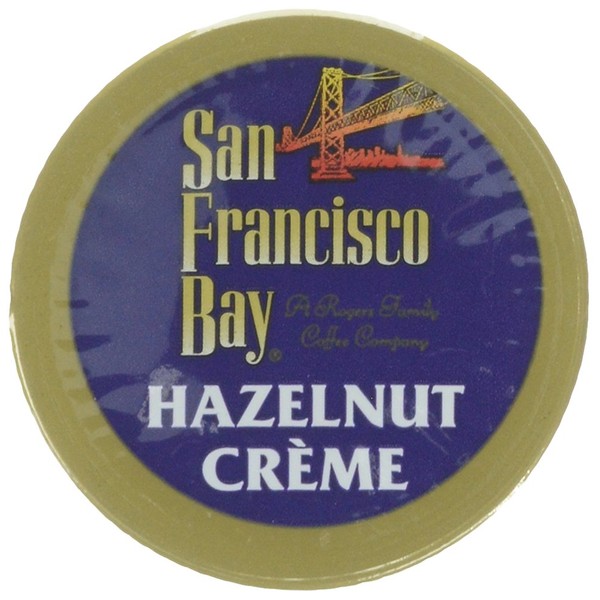 San
Francisco
Bay®
A Rogers Family
Coffee Company
HAZELNUT
CRÈME